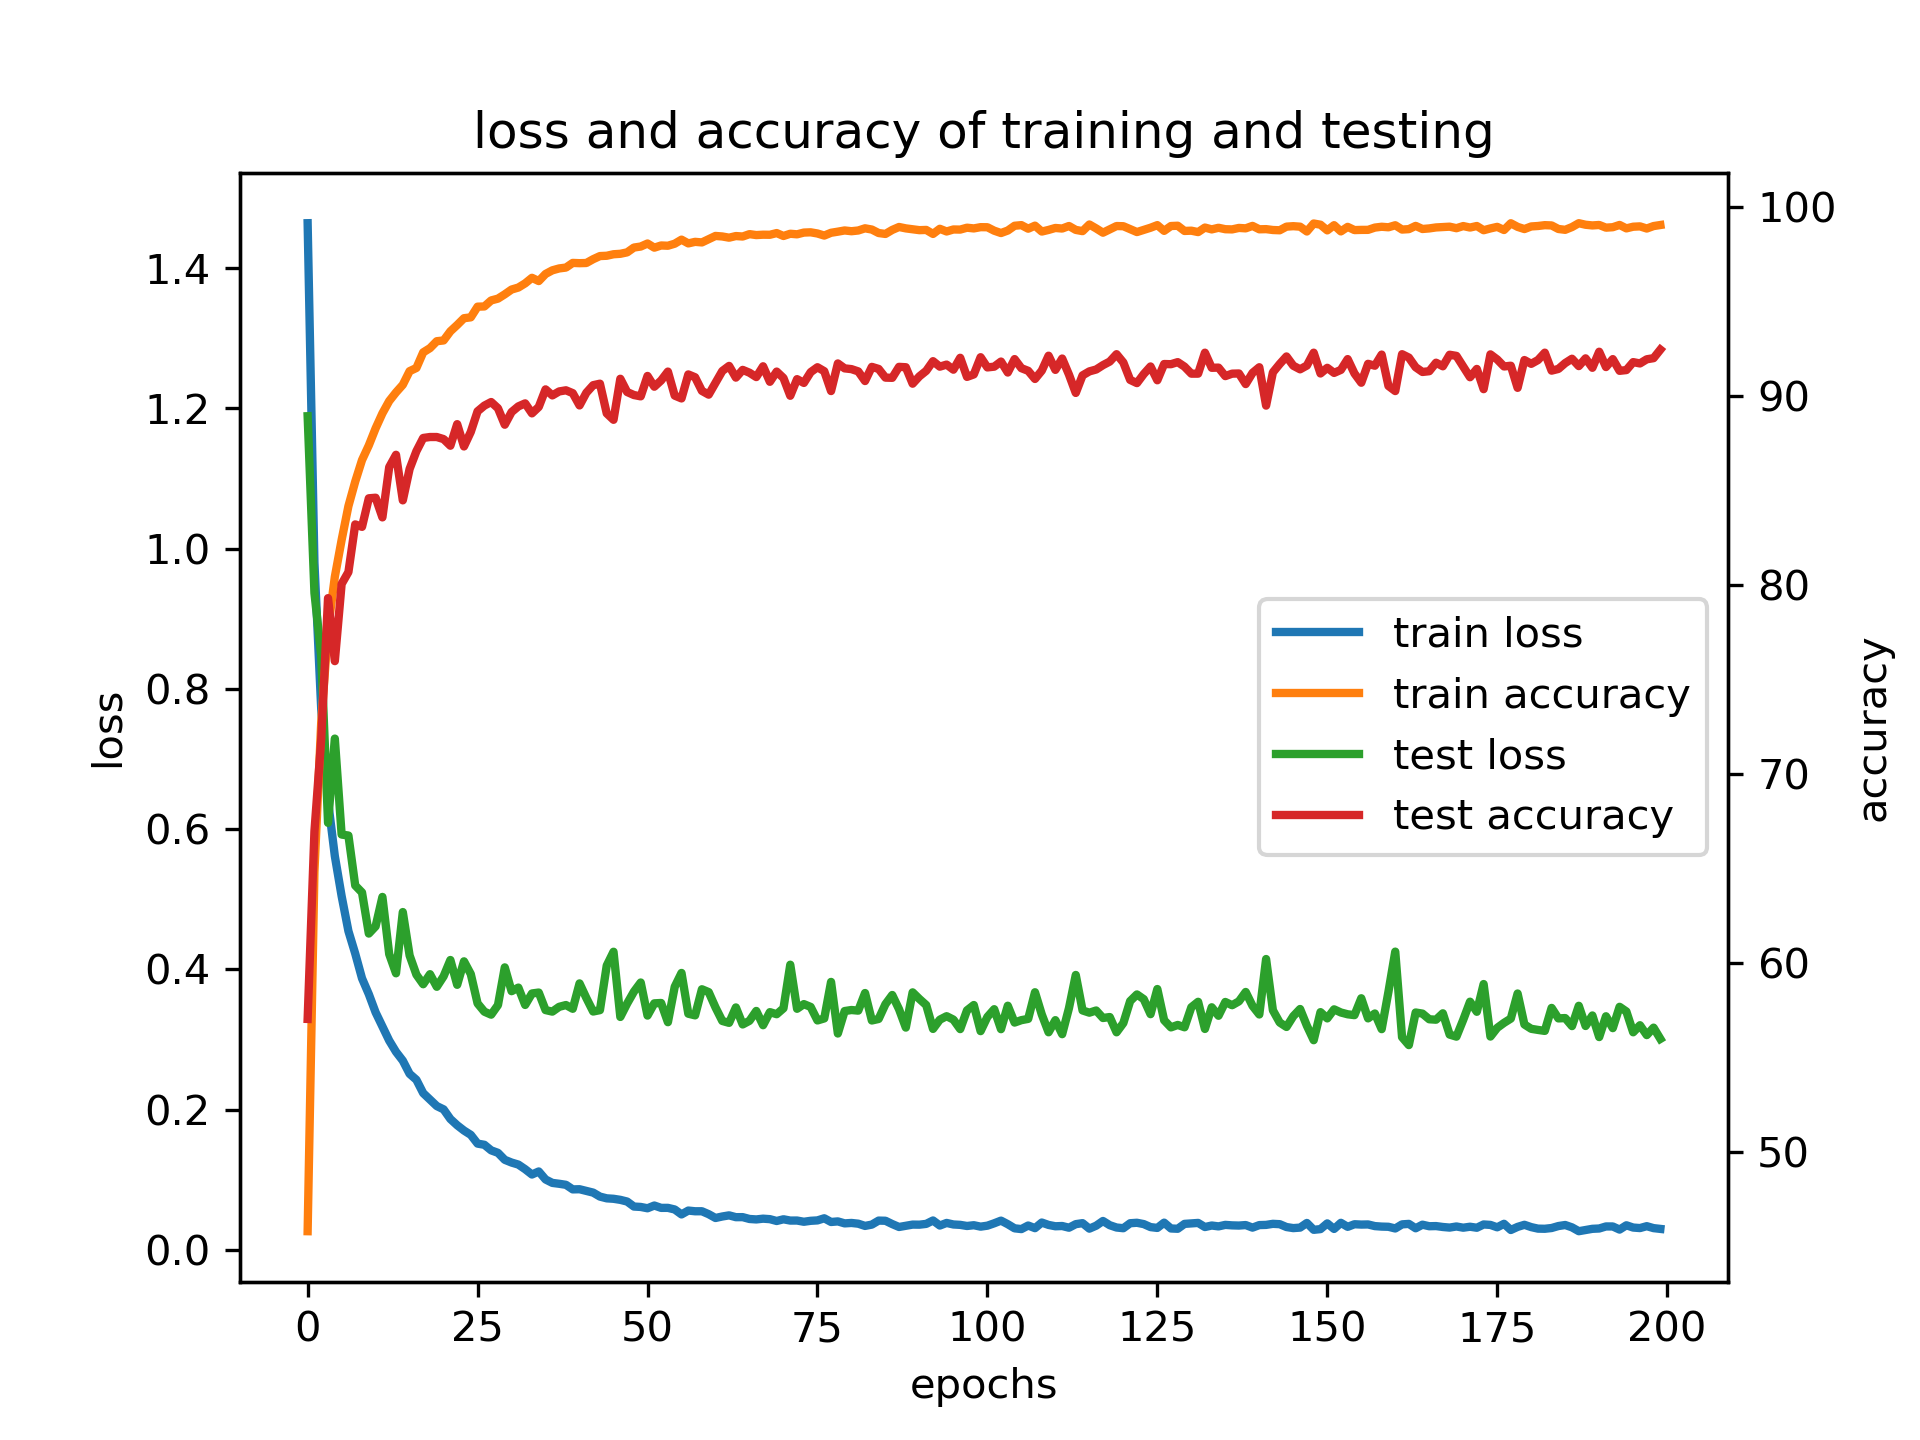 loss and accuracy of training and testing
1.4
1.2
1.0
0.8
0.6
0.4
0.2
0.0
loss
100
90
80
70
60
50
accuracy
train loss
train accuracy
test loss
test accuracy
0 25 50 75 100 125 150 175 200
epochs